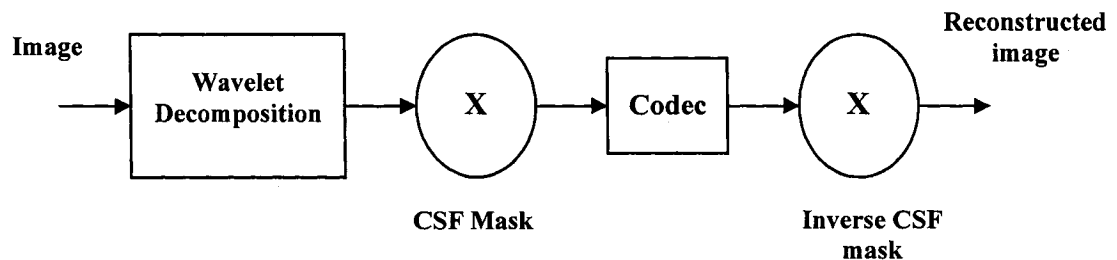 Image
Wavelet
Decomposition
X
CSF Mask
Codec
X
Inverse CSF
mask
Reconstructed
image